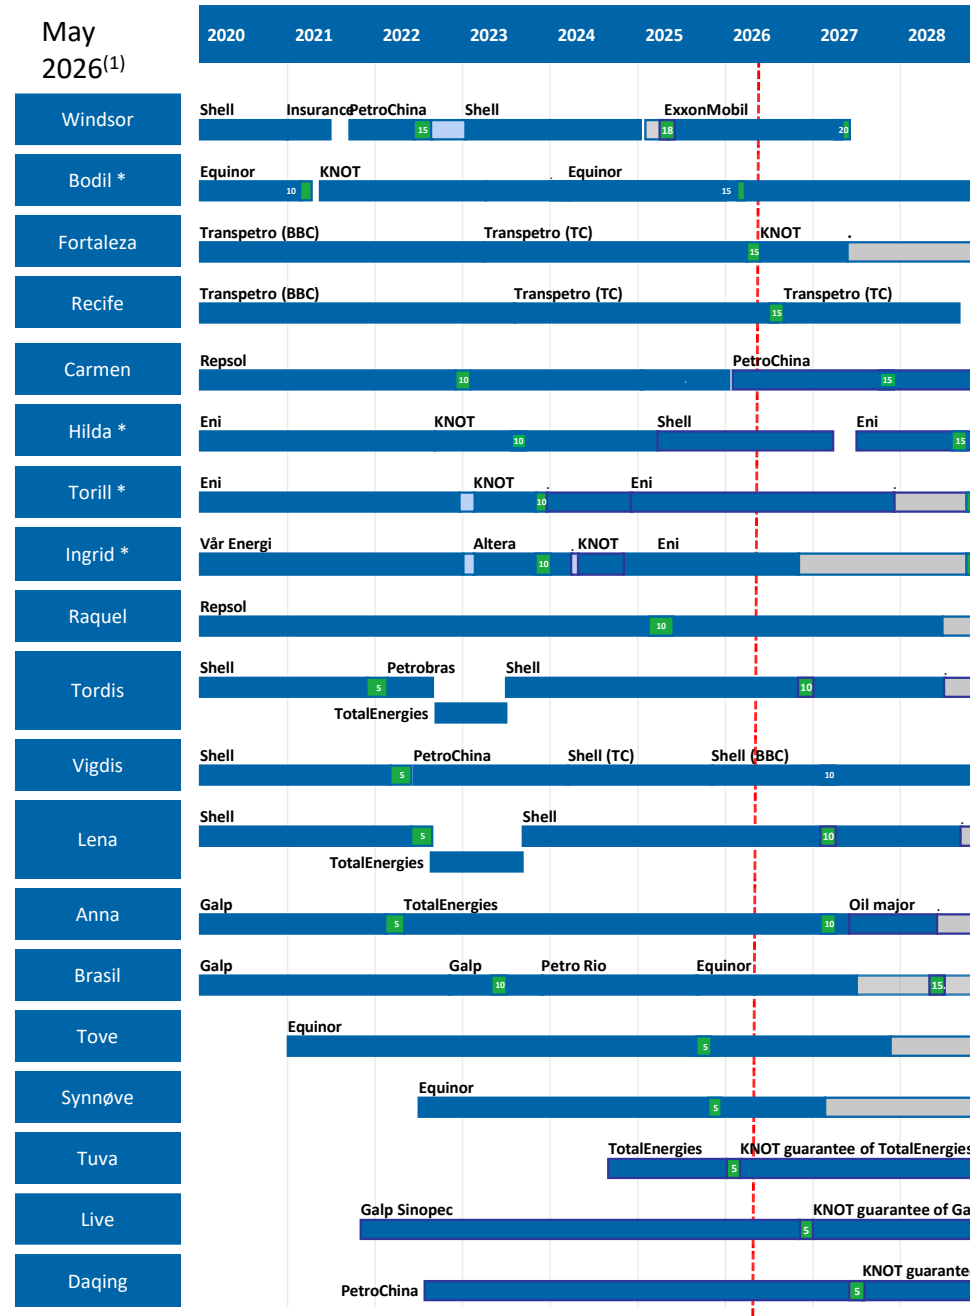 May
2026(1)
2020 2021 2022 2023 2024 2025 2026 2027 2028
Windsor
Shell Insurance PetroChina Shell ExxonMobil
15 18 20
Bodil *
Equinor KNOT Equinor
10 15
Fortaleza
Transpetro (BBC) Transpetro (TC) KNOT
15
Recife
Transpetro (BBC) Transpetro (TC) Transpetro (TC)
15
Carmen
Repsol PetroChina
10 15
Hilda *
Eni KNOT Shell Eni
10 15
Torill *
Eni KNOT Eni
10
Ingrid *
Vår Energi Altera KNOT Eni
10
Raquel
Repsol
10
Tordis
Shell Petrobras Shell
5 10
TotalEnergies
Vigdis
Shell PetroChina Shell (TC) Shell (BBC)
5 10
Lena
Shell Shell
5 10
TotalEnergies
Anna
Galp TotalEnergies Oil major
5 10
Brasil
Galp Galp Petro Rio Equinor
10 15
Tove
Equinor
5
Synnøve
Equinor
5
Tuva
TotalEnergies KNOT guarantee of TotalEnergies
5
Live
Galp Sinopec KNOT guarantee of Ga
5
Daqing
KNOT guarantee
PetroChina 5